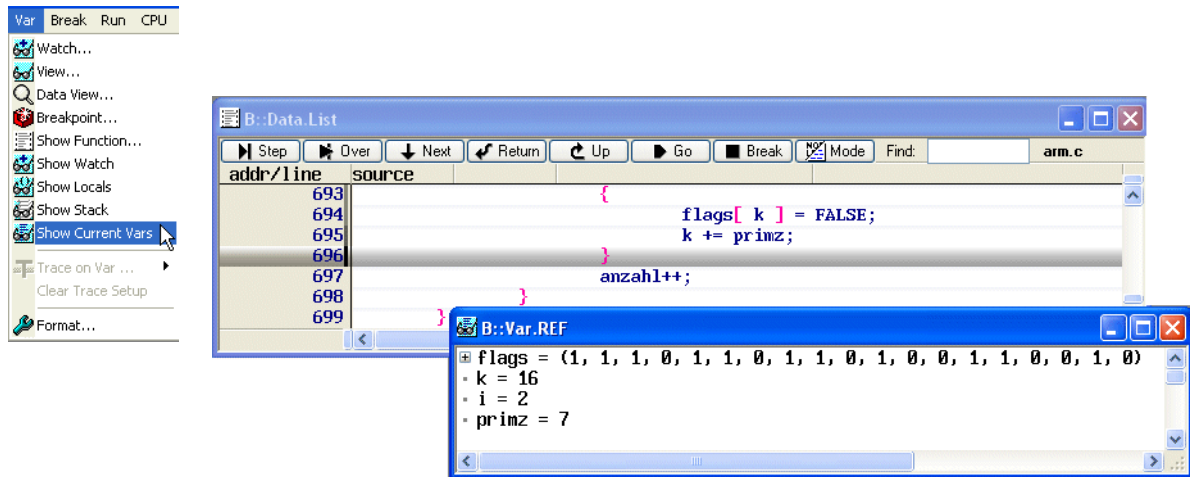 Var Break Run CPU
Watch...
View...
Data View...
Breakpoint...
Show Function...
Show Watch
Show Locals
Show Stack
Show Current Vars
Trace on Var ...
Clear Trace Setup
Format...
B::Data.List
Step Over Next Return Up Go Break Mode Find: arm.c
addr/line source
693 {
694 flags[ k ] = FALSE;
695 k += primz;
696 }
697 anzahl++;
698 }
699 }
B::Var.REF
flags = (1, 1, 1, 0, 1, 1, 0, 1, 1, 0, 1, 0, 0, 1, 1, 0, 0, 1, 0)
k = 16
i = 2
primz = 7